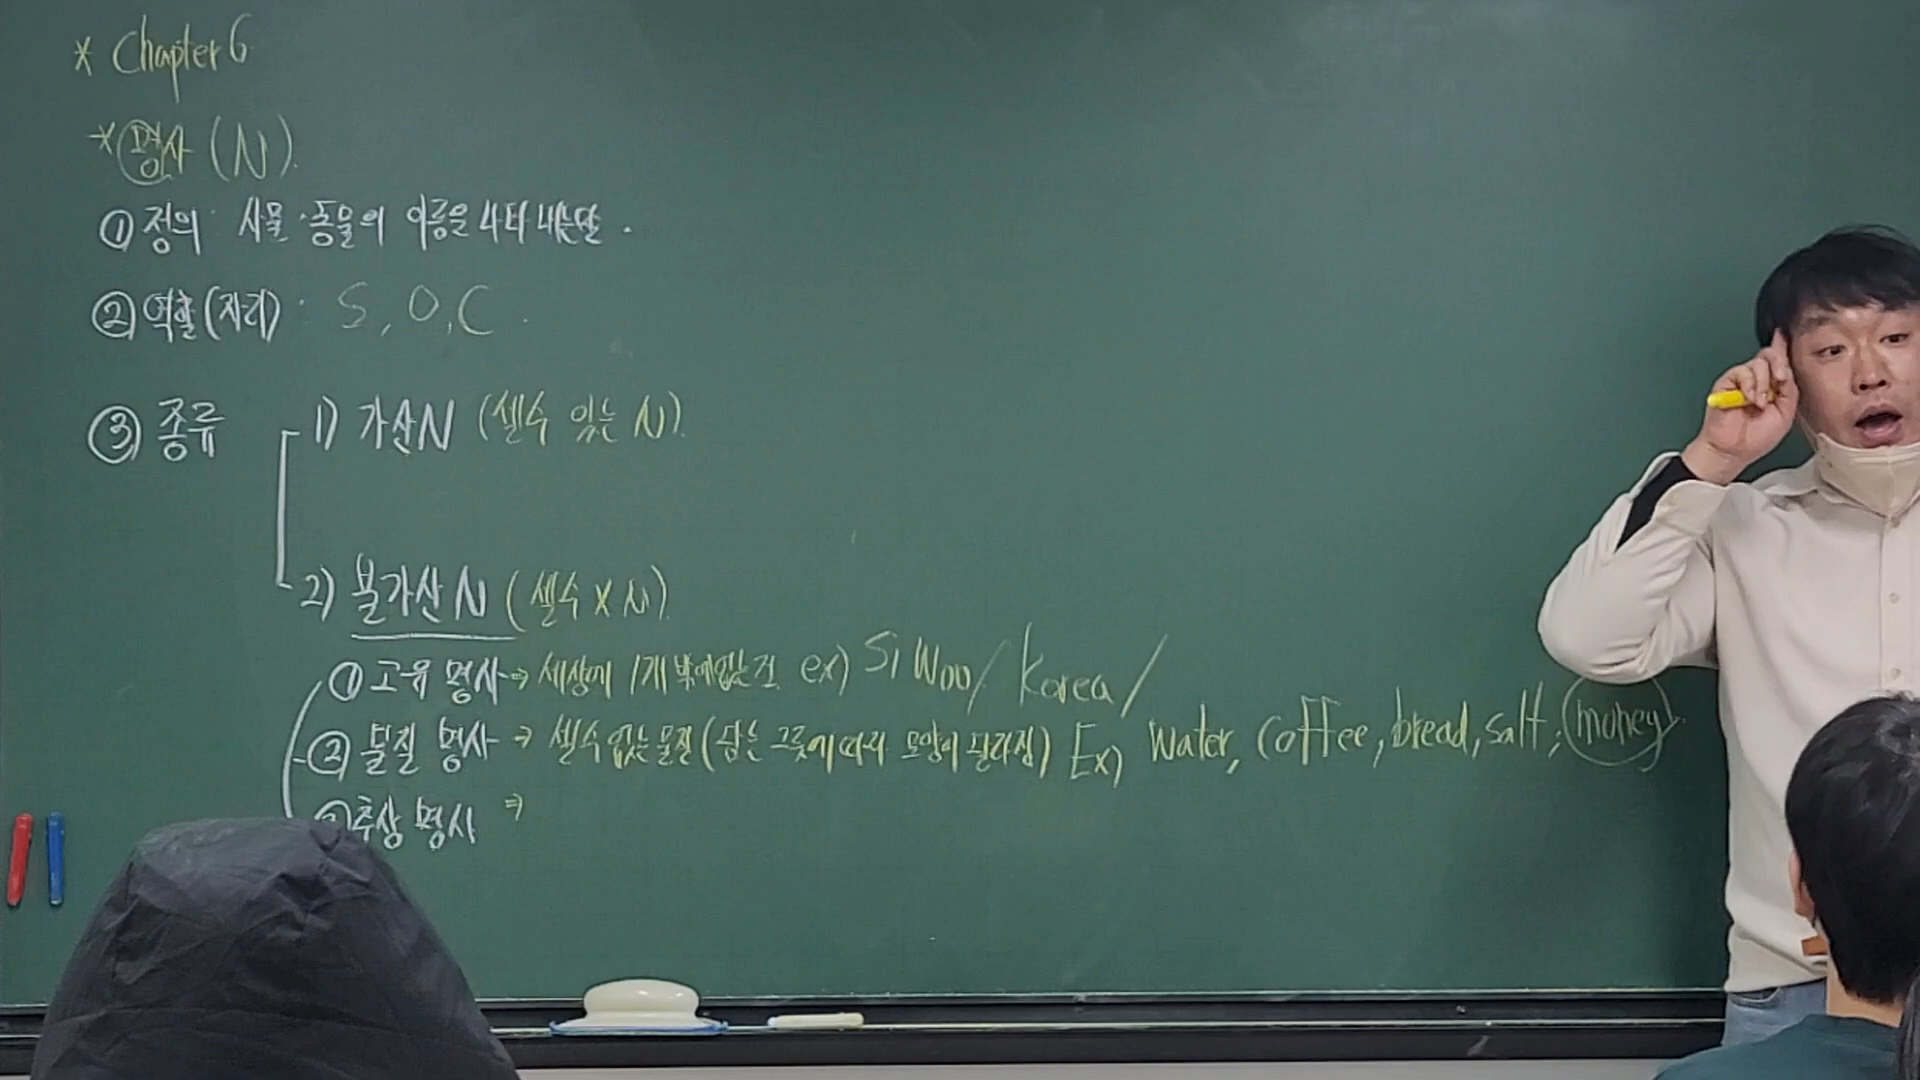 * Chapter 6
* 명사 (N).
① 정의 사물·동물의 이름을 나타내는말.
② 역할(자리) S, O, C.
③ 종류
1) 가산N (셀수 있는 N).
2) 불가산N (셀수 X N)
① 고유 명사 ⇒ 세상에 1개 밖에없는것. ex) Si Woo / Korea /
② 물질 명사 ⇒ 셀수없는물질 (담는 그릇에 따라 모양이 달라짐) Ex) Water, Coffee, bread, salt, money.
③ 추상 명사 ⇒